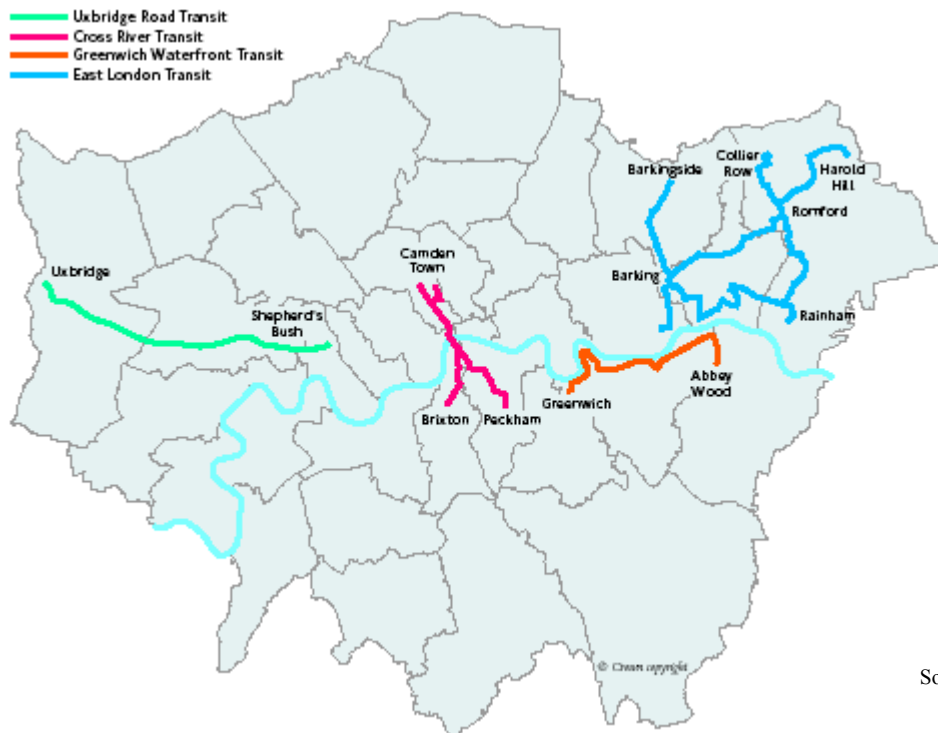 Uxbridge Road Transit
Cross River Transit
Greenwich Waterfront Transit
East London Transit
Barkingside
Collier
Row
Harold
Hill
Romford
Camden
Town
Uxbridge
Barking
Shepherd's
Bush
Rainham
Abbey
Wood
Greenwich
Brixton
Peckham
© Crown copyright
So